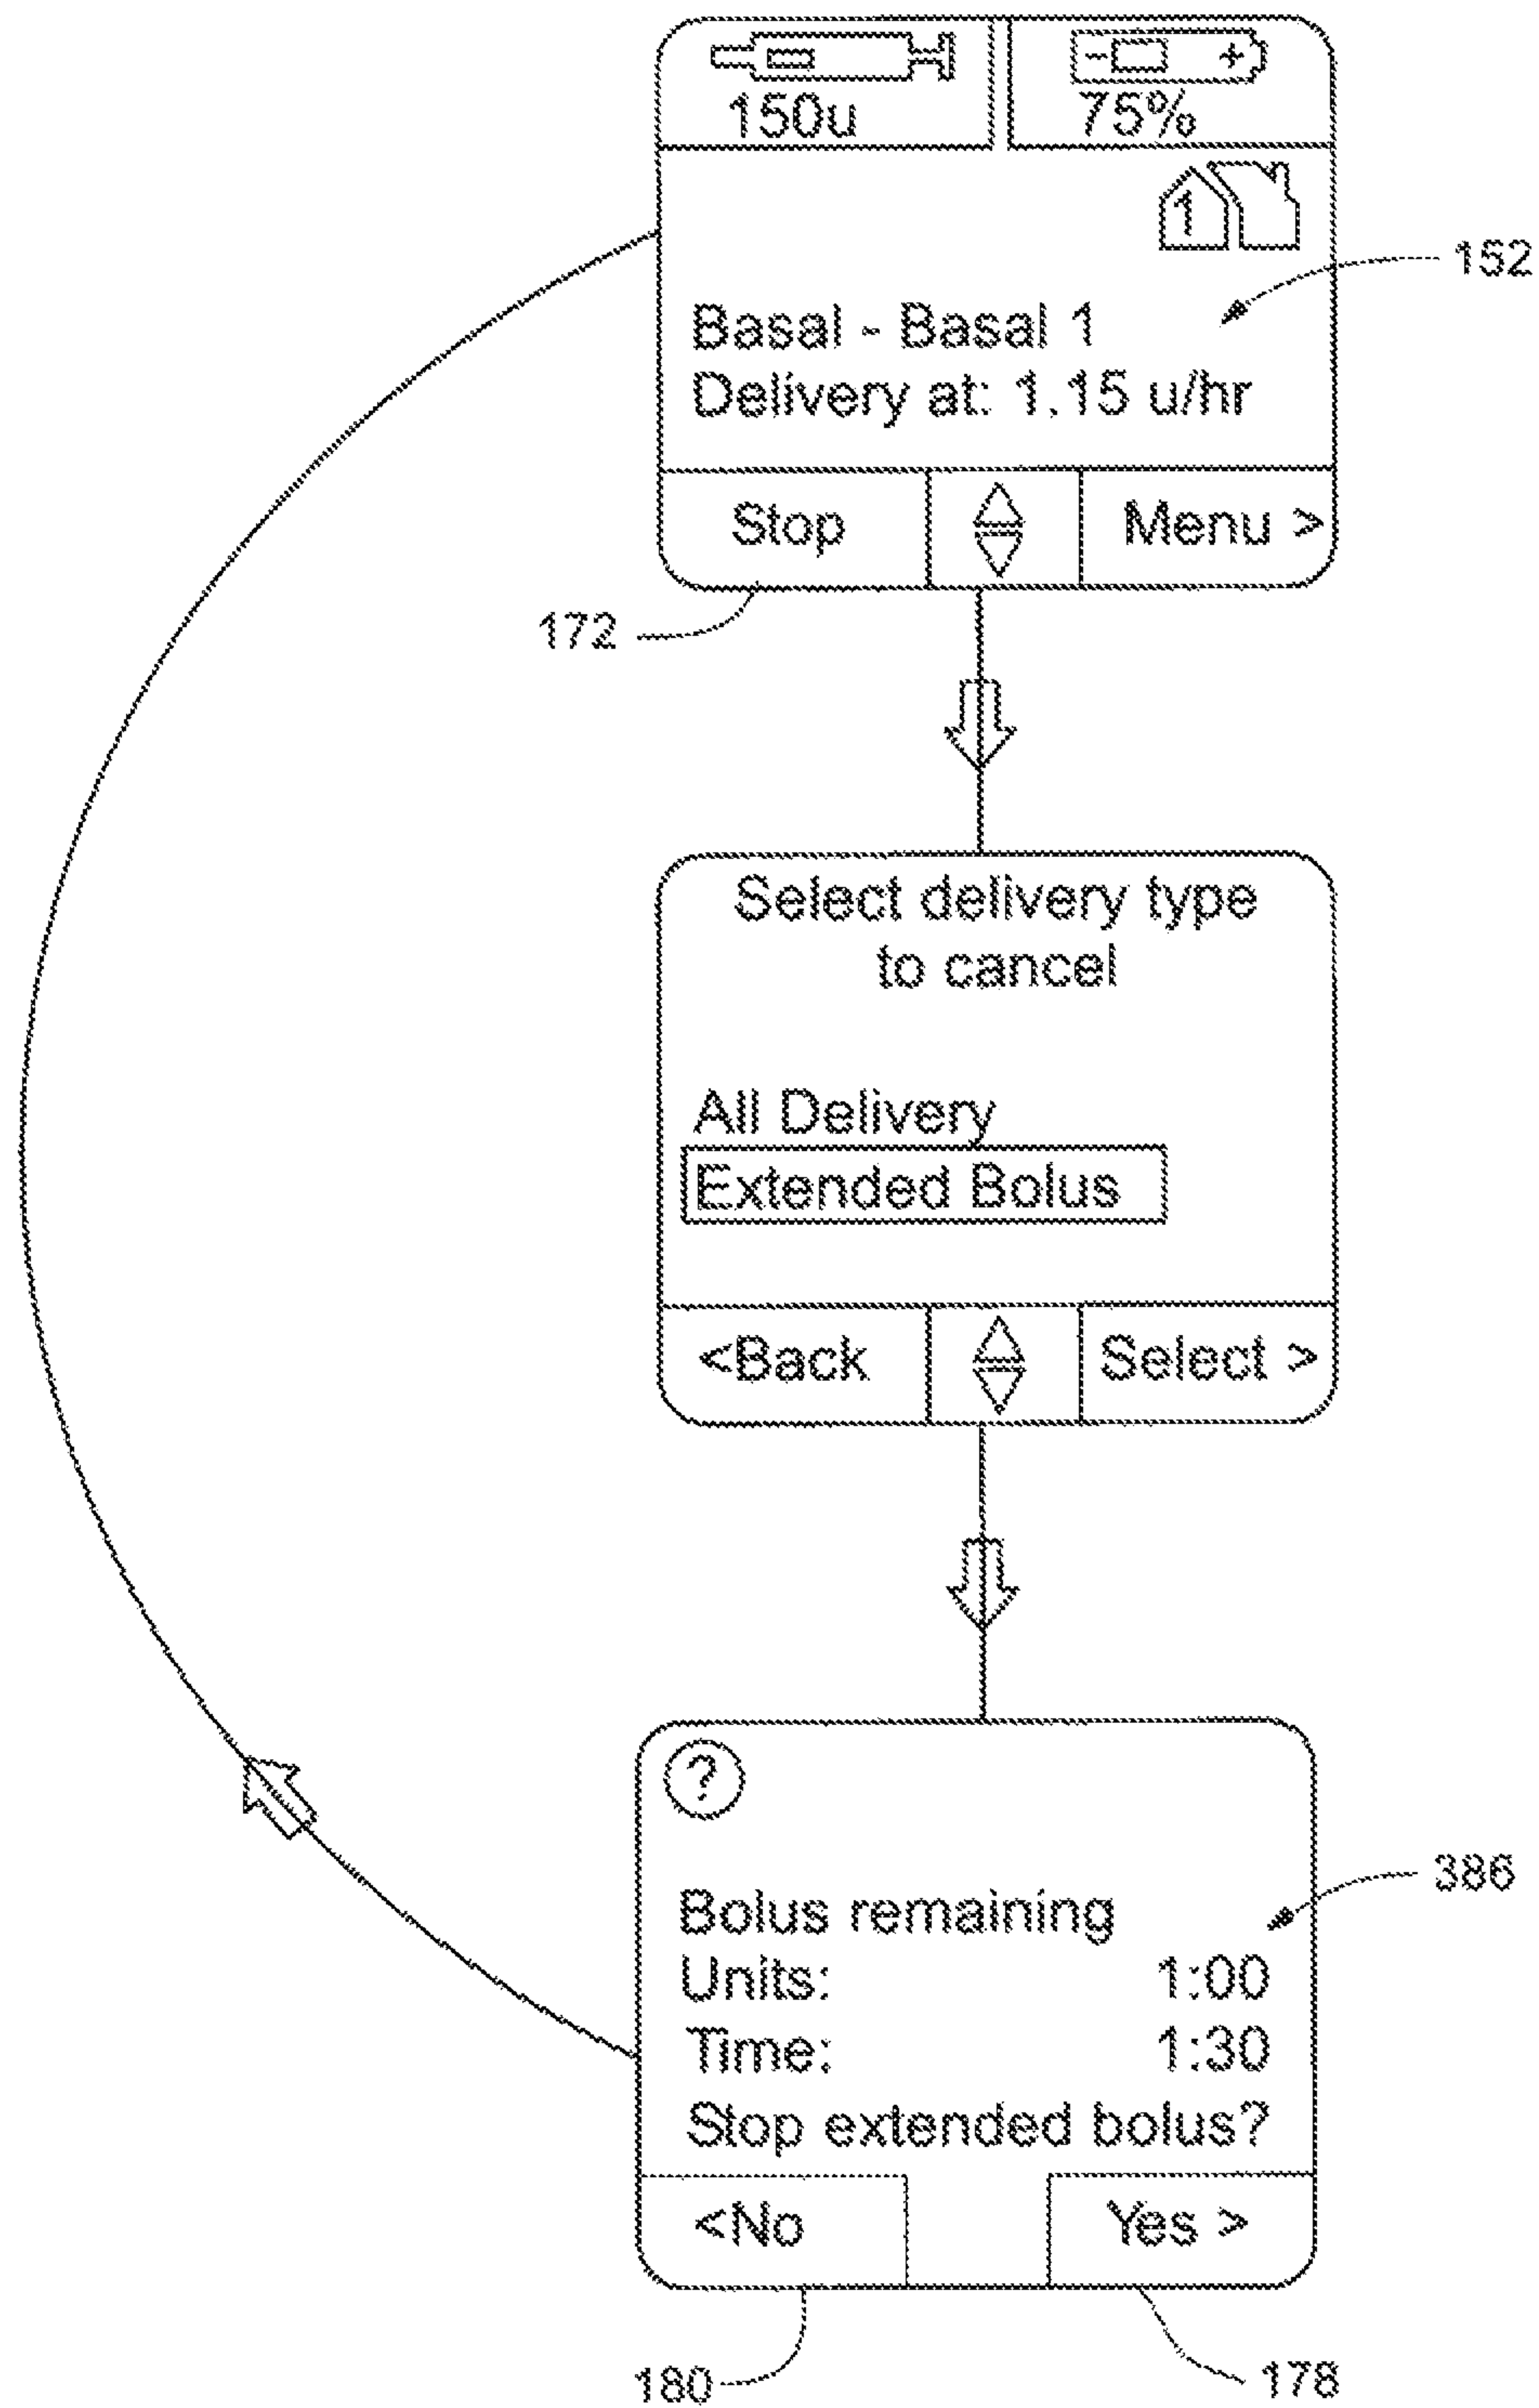 150u 75%
1
152
Basal - Basal 1
Delivery at: 1.15 u/hr
Stop Menu >
172
Select delivery type
to cancel
All Delivery
Extended Bolus
<Back Select >
?
386
Bolus remaining
Units: 1:00
Time: 1:30
Stop extended bolus?
<No Yes >
180 178